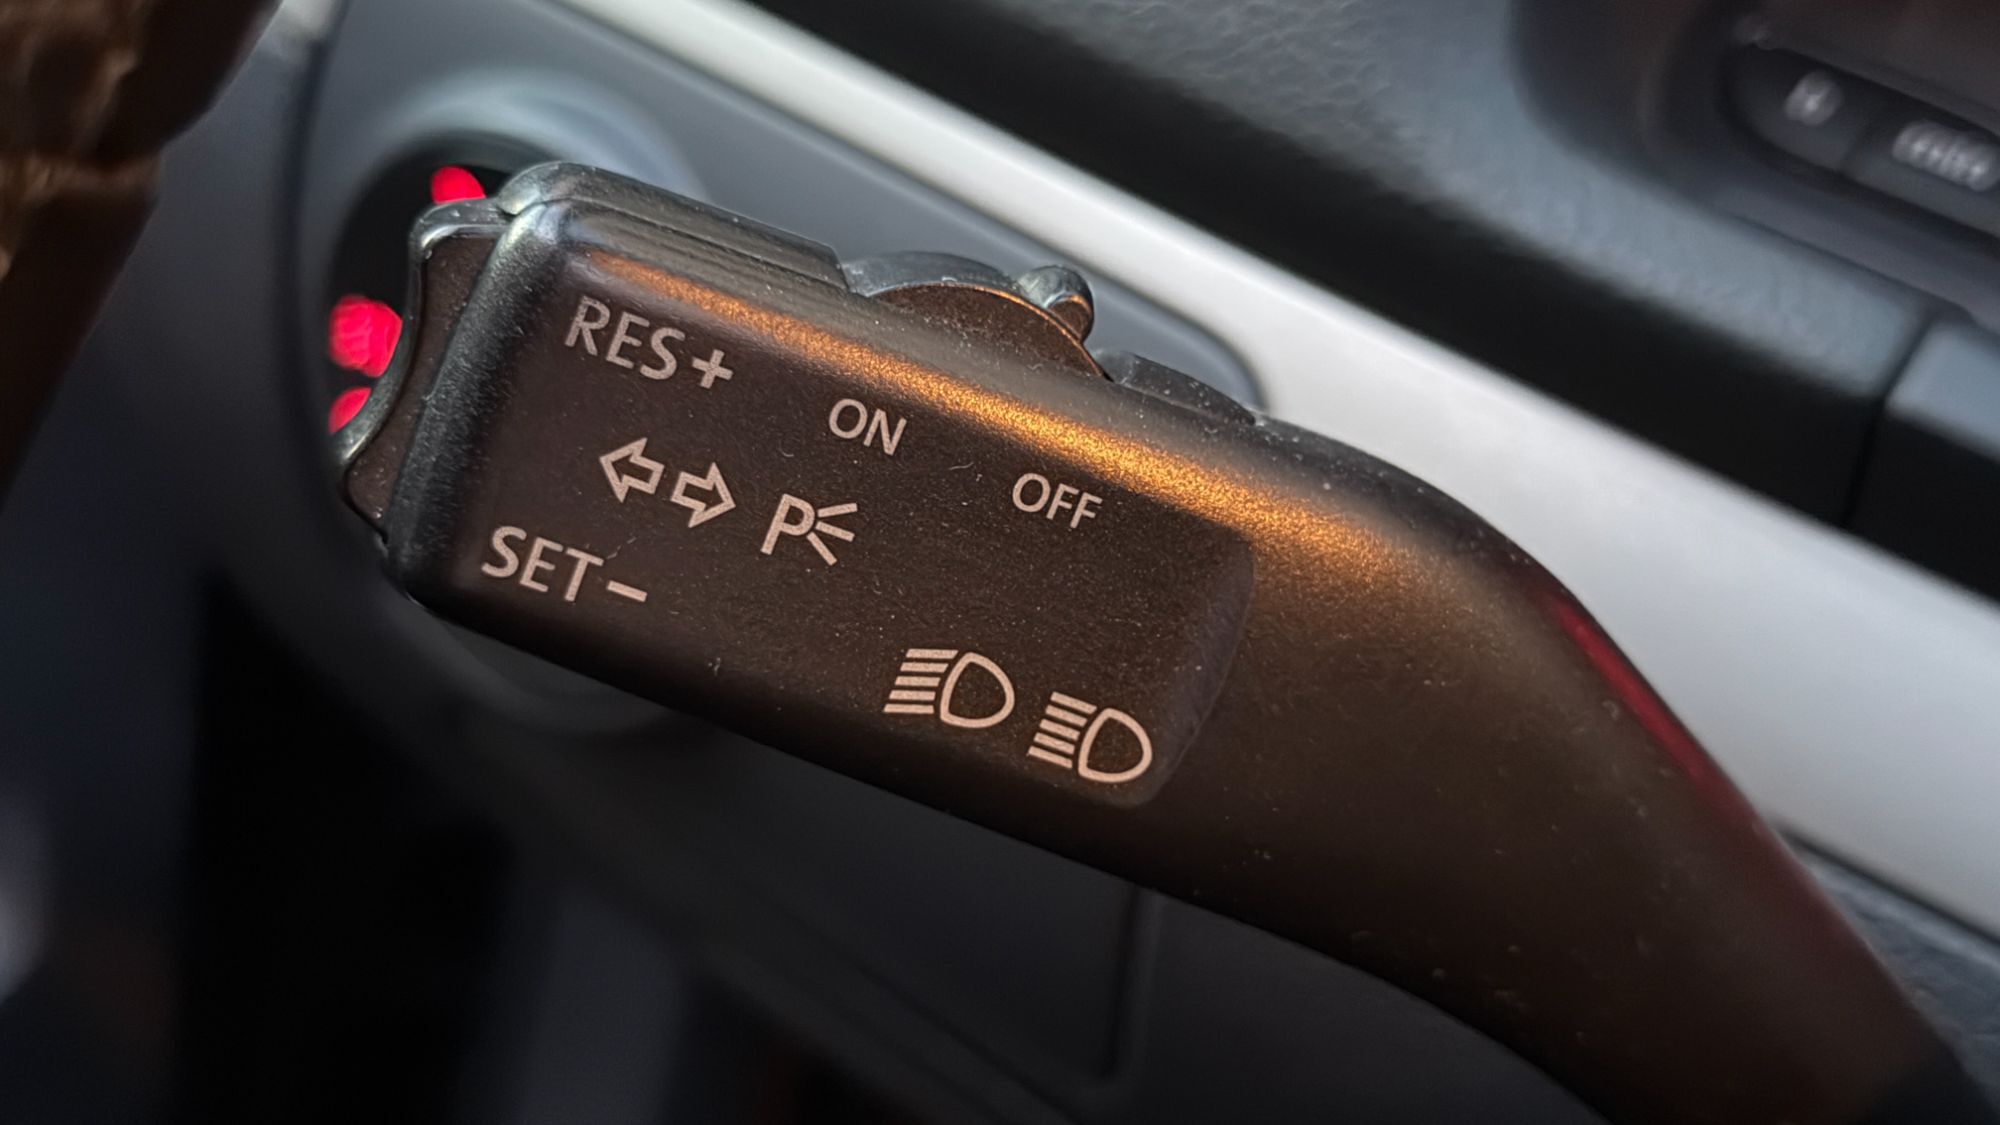 RES+
ON
OFF
P
SET-